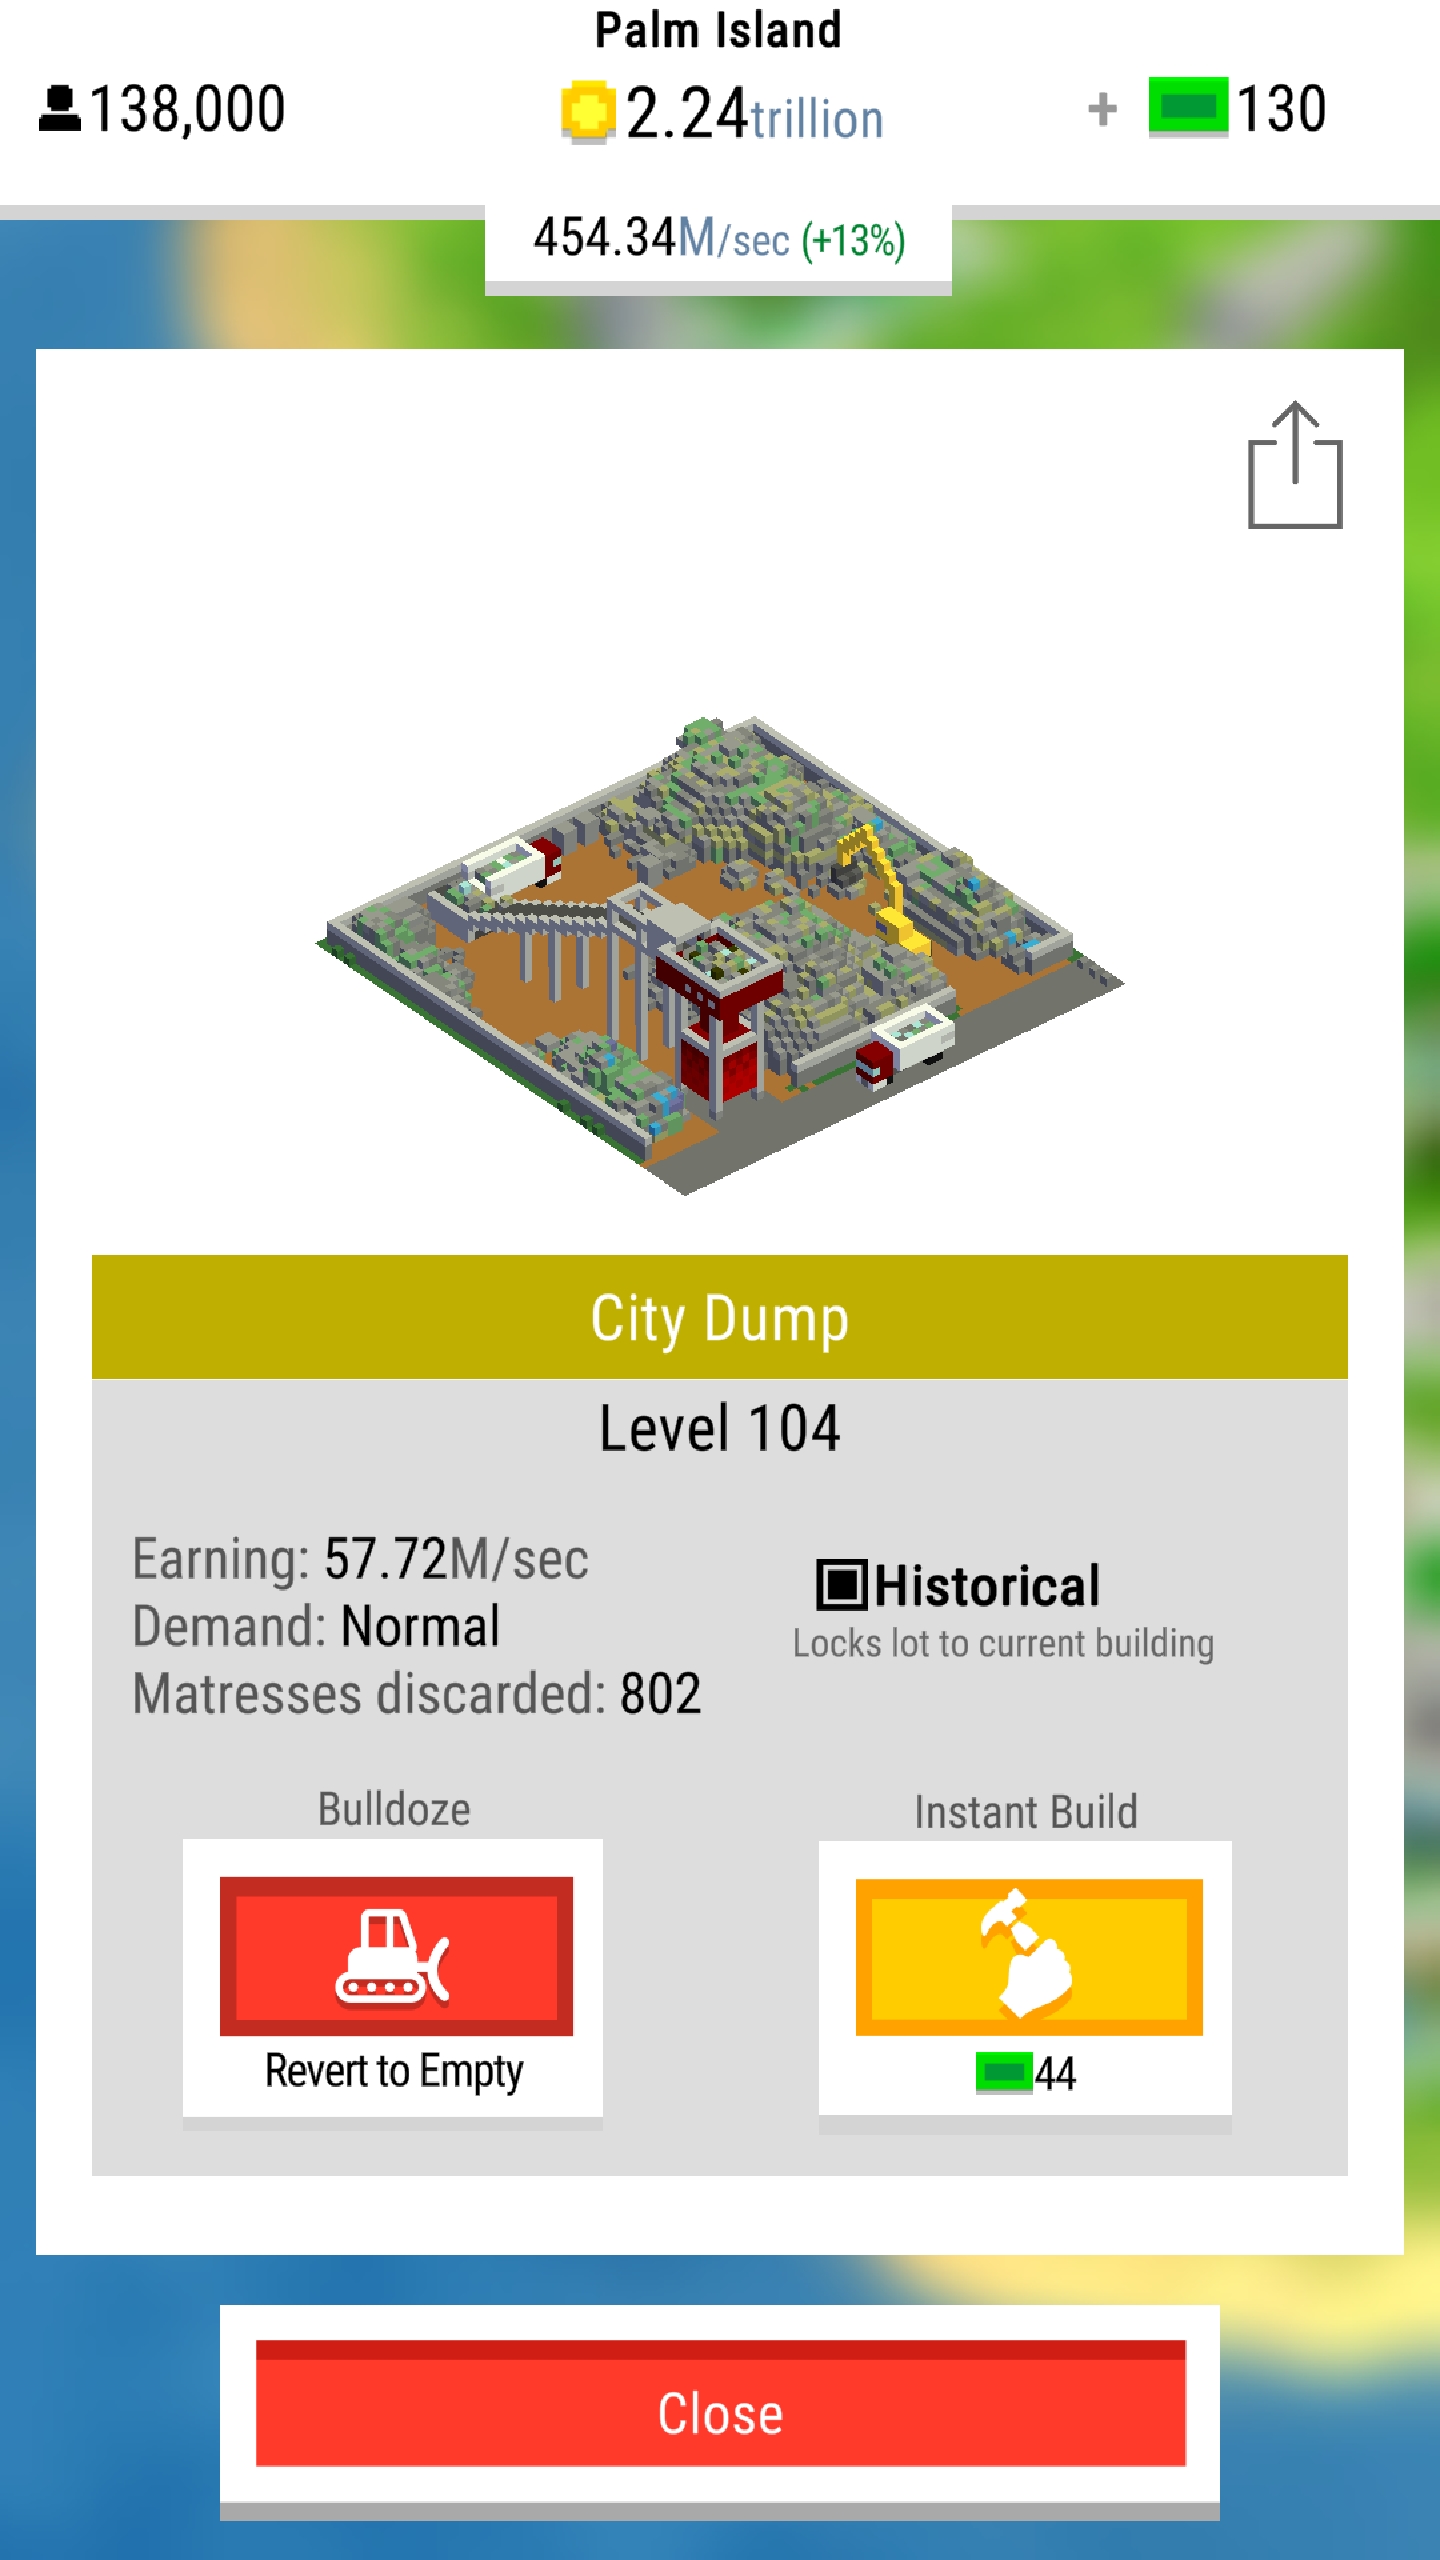 Palm Island
138,000
2.24trillion
+ 130
454.34M/sec (+13%)
City Dump
Level 104
Earning: 57.72M/sec
Demand: Normal
Matresses discarded: 802
Historical
Locks lot to current building
Bulldoze
Revert to Empty
Instant Build
44
Close